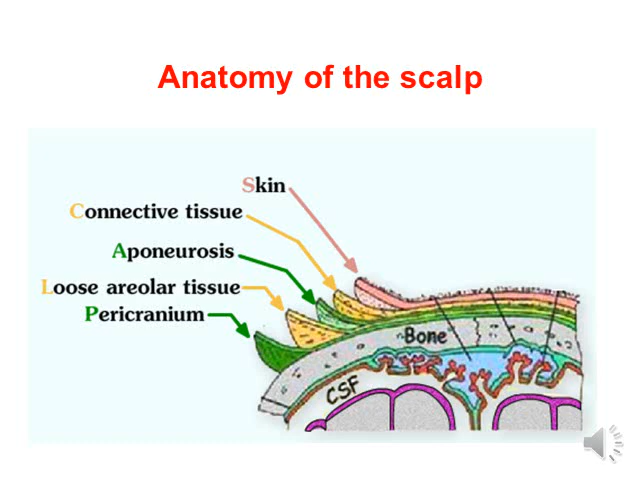 Anatomy of the scalp
Skin
Connective tissue
Aponeurosis
Loose areolar tissue
Pericranium
Bone
CSF